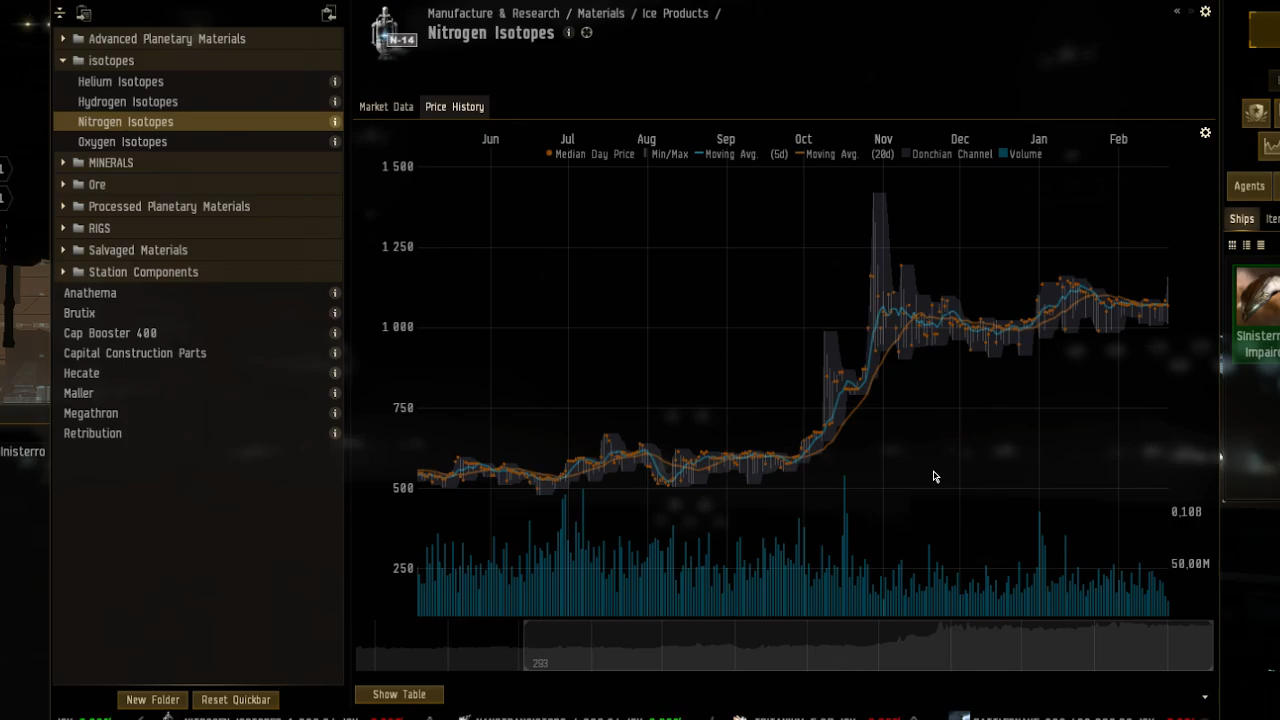 Advanced Planetary Materials
isotopes
Helium Isotopes
Hydrogen Isotopes
Nitrogen Isotopes
Oxygen Isotopes
MINERALS
Ore
Processed Planetary Materials
RIGS
Salvaged Materials
Station Components
Anathema
Brutix
Cap Booster 400
Capital Construction Parts
Hecate
Maller
Megathron
Retribution
New Folder
Reset Quickbar
Manufacture & Research / Materials / Ice Products /
N-14
Nitrogen Isotopes
Market Data
Price History
Jun Jul Aug Sep Oct Nov Dec Jan Feb
Median Day Price Min/Max Moving Avg. (5d) Moving Avg. (20d) Donchian Channel Volume
1 500
1 250
1 000
750
500
250
0,10B
50,00M
293
Show Table
Agents
Ships